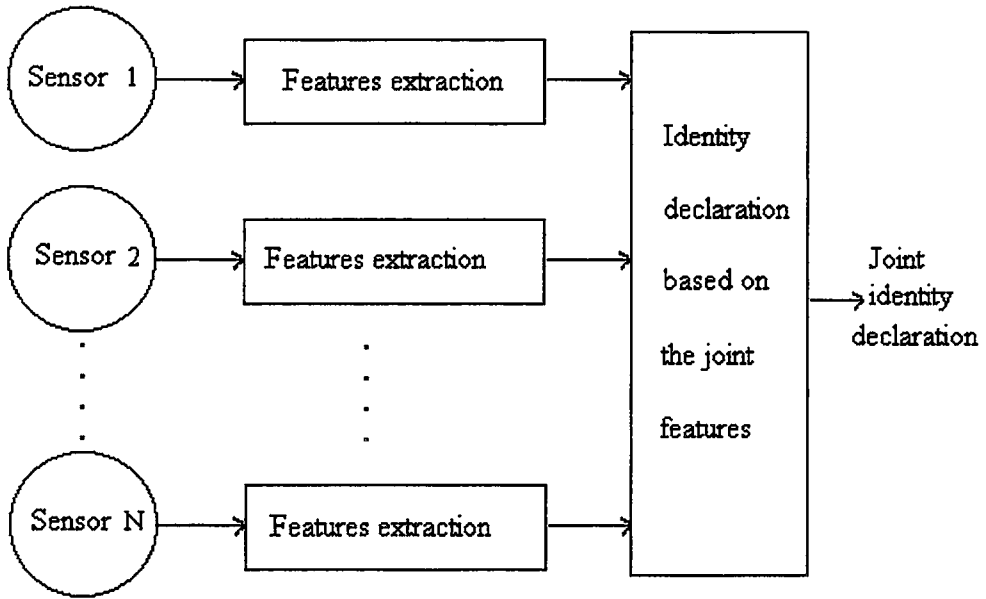 Sensor 1
Features extraction
Sensor 2
Features extraction
Sensor N
Features extraction
Identity
declaration
based on
the joint
features
Joint
identity
declaration